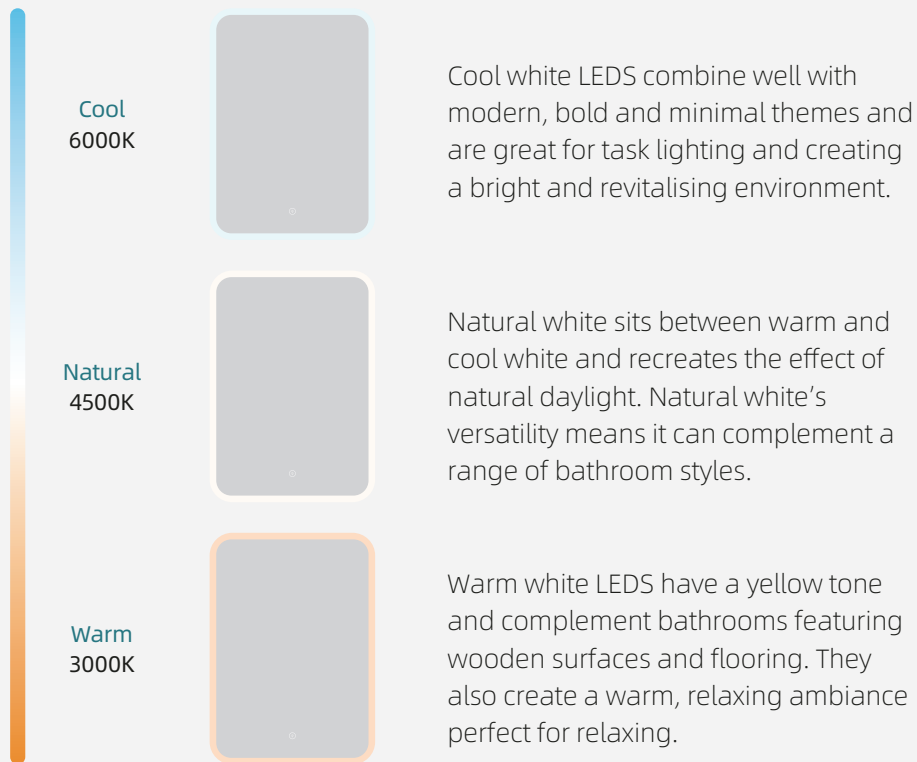 Cool
6000K
Cool white LEDS combine well with
modern, bold and minimal themes and
are great for task lighting and creating
a bright and revitalising environment.
Natural
4500K
Natural white sits between warm and
cool white and recreates the effect of
natural daylight. Natural white’s
versatility means it can complement a
range of bathroom styles.
Warm
3000K
Warm white LEDS have a yellow tone
and complement bathrooms featuring
wooden surfaces and flooring. They
also create a warm, relaxing ambiance
perfect for relaxing.